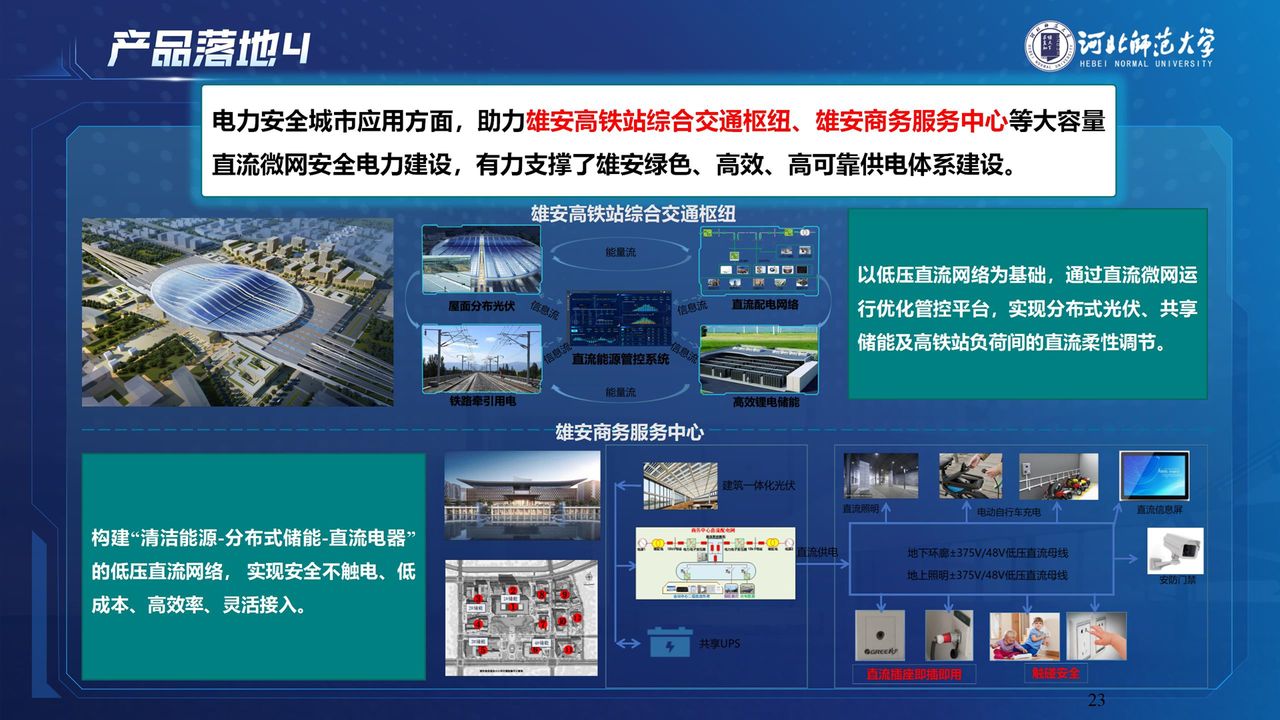 产品落地4
河北师范大学
HEBEI NORMAL UNIVERSITY
电力安全城市应用方面，助力雄安高铁站综合交通枢纽、雄安商务服务中心等大容量
直流微网安全电力建设，有力支撑了雄安绿色、高效、高可靠供电体系建设。
雄安高铁站综合交通枢纽
能量流
屋面分布光伏
信息流
信息流
直流配电网络
直流能源管控系统
信息流
信息流
铁路牵引用电
能量流
高效锂电储能
以低压直流网络为基础，通过直流微网运
行优化管控平台，实现分布式光伏、共享
储能及高铁站负荷间的直流柔性调节。
雄安商务服务中心
构建“清洁能源-分布式储能-直流电器”
的低压直流网络， 实现安全不触电、低
成本、高效率、灵活接入。
建筑一体化光伏
商务中心直流配电网
直流供电
共享UPS
直流照明
电动自行车充电
直流信息屏
地下环廊±375V/48V低压直流母线
地上照明±375V/48V低压直流母线
安防门禁
GREE
直流插座即插即用
触碰安全
23